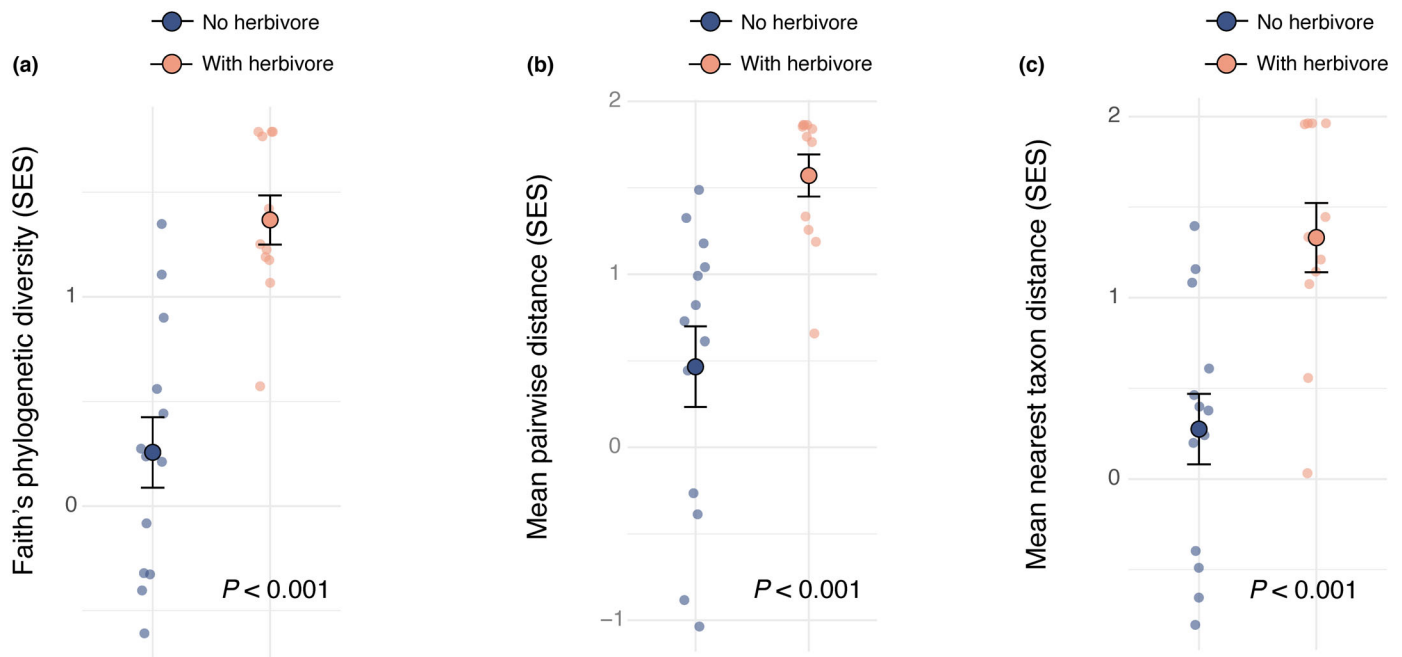 (a)
No herbivore
With herbivore
Faith's phylogenetic diversity (SES)
1
0
P < 0.001
(b)
No herbivore
With herbivore
Mean pairwise distance (SES)
2
1
0
−1
P < 0.001
(c)
No herbivore
With herbivore
Mean nearest taxon distance (SES)
2
1
0
P < 0.001